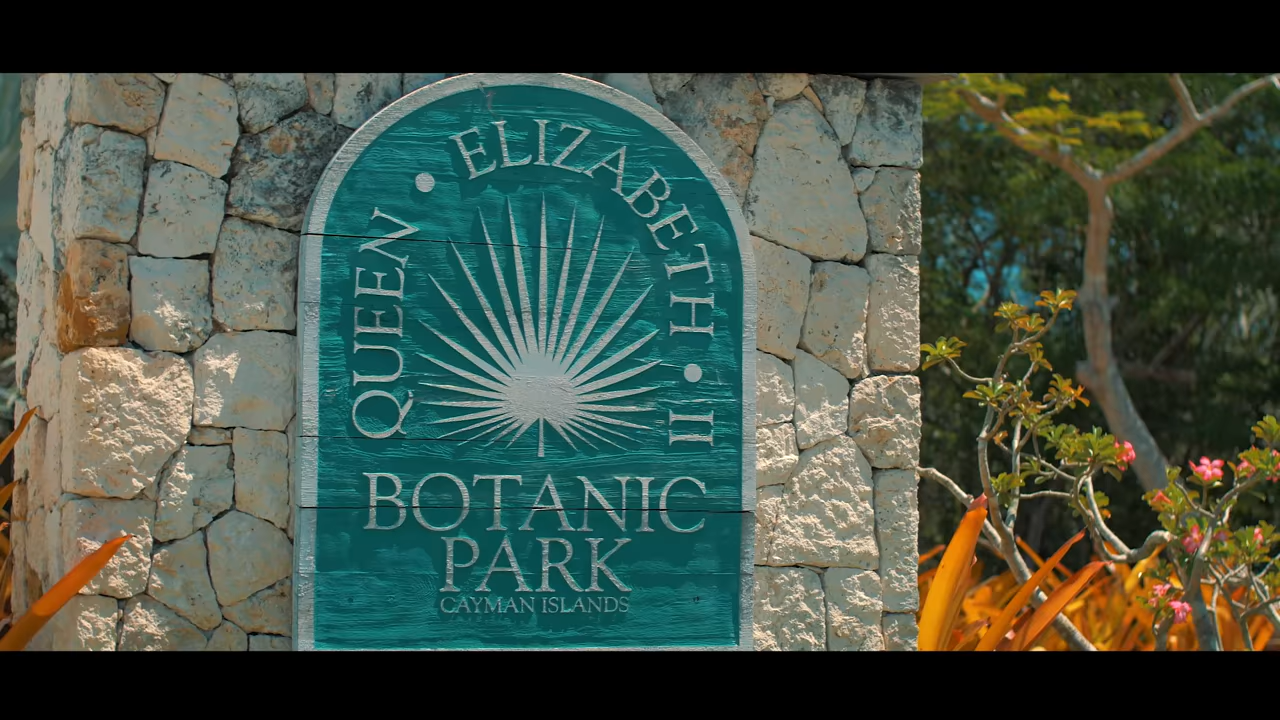 QUEEN • ELIZABETH • II
BOTANIC
PARK
CAYMAN ISLANDS